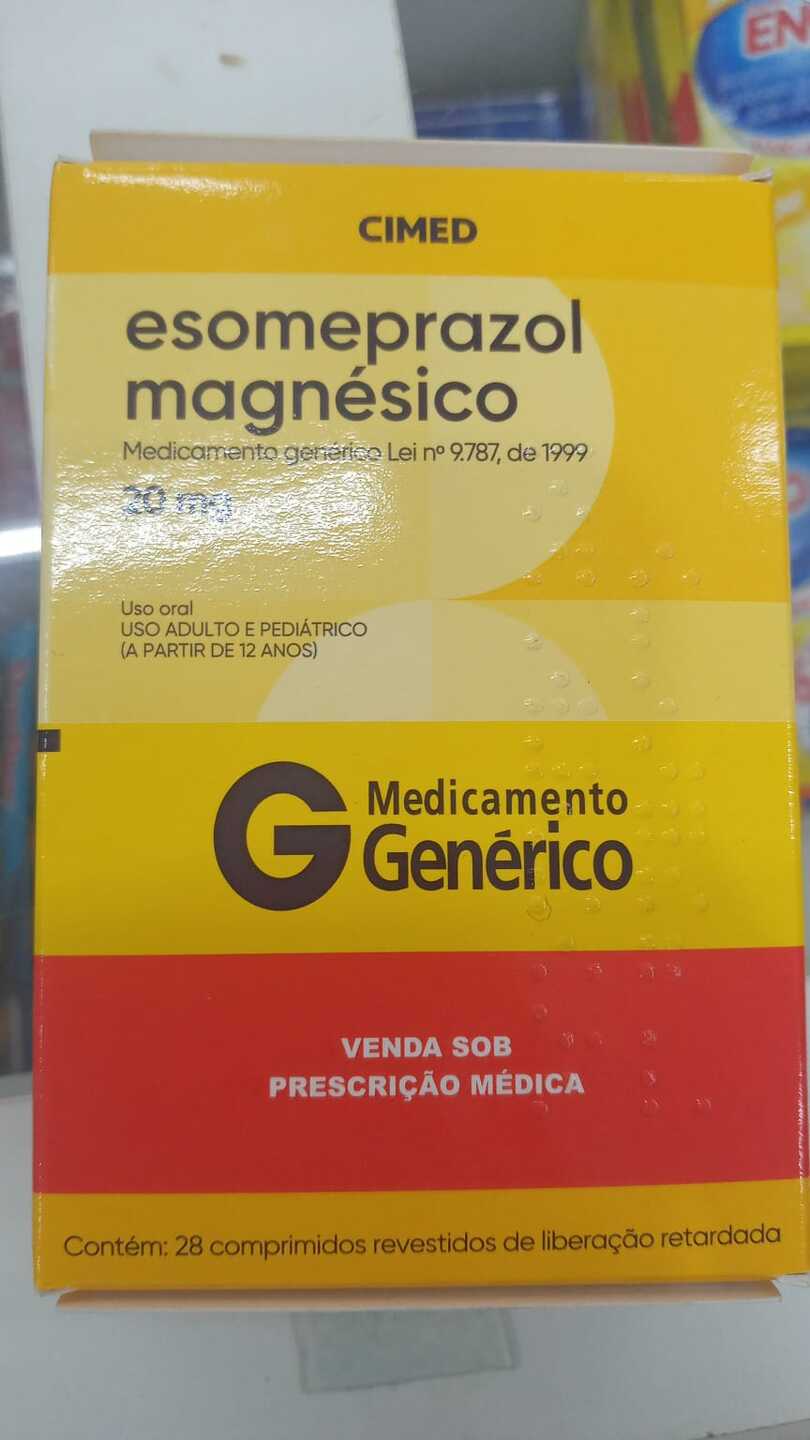 EN
CIMED
esomeprazol
magnésico
Medicamento genérico Lei nº 9.787, de 1999
20 mg
Uso oral
USO ADULTO E PEDIÁTRICO
(A PARTIR DE 12 ANOS)
G Medicamento
Genérico
VENDA SOB
PRESCRIÇÃO MÉDICA
Contém: 28 comprimidos revestidos de liberação retardada